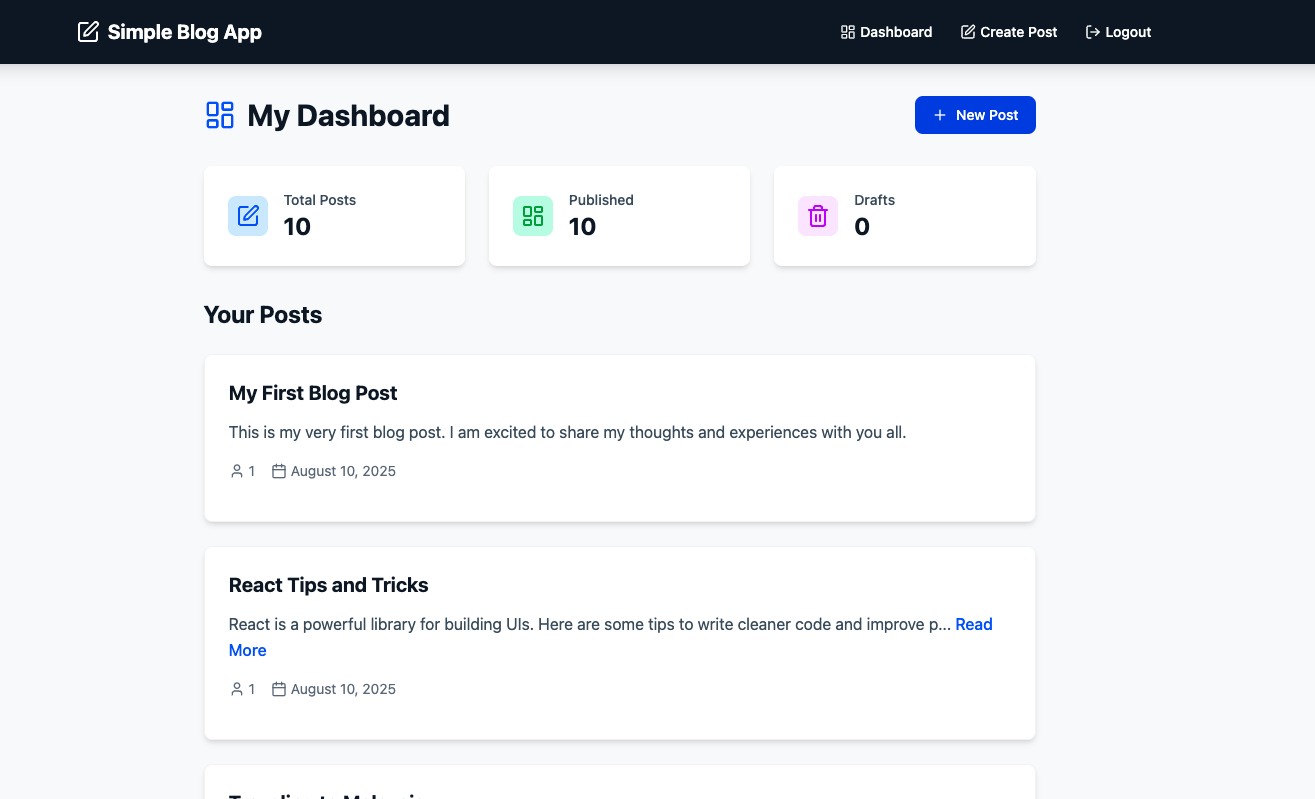 Simple Blog App
Dashboard
Create Post
Logout
My Dashboard
New Post
Total Posts
10
Published
10
Drafts
0
Your Posts
My First Blog Post
This is my very first blog post. I am excited to share my thoughts and experiences with you all.
1
August 10, 2025
React Tips and Tricks
React is a powerful library for building UIs. Here are some tips to write cleaner code and improve p... Read
More
1
August 10, 2025